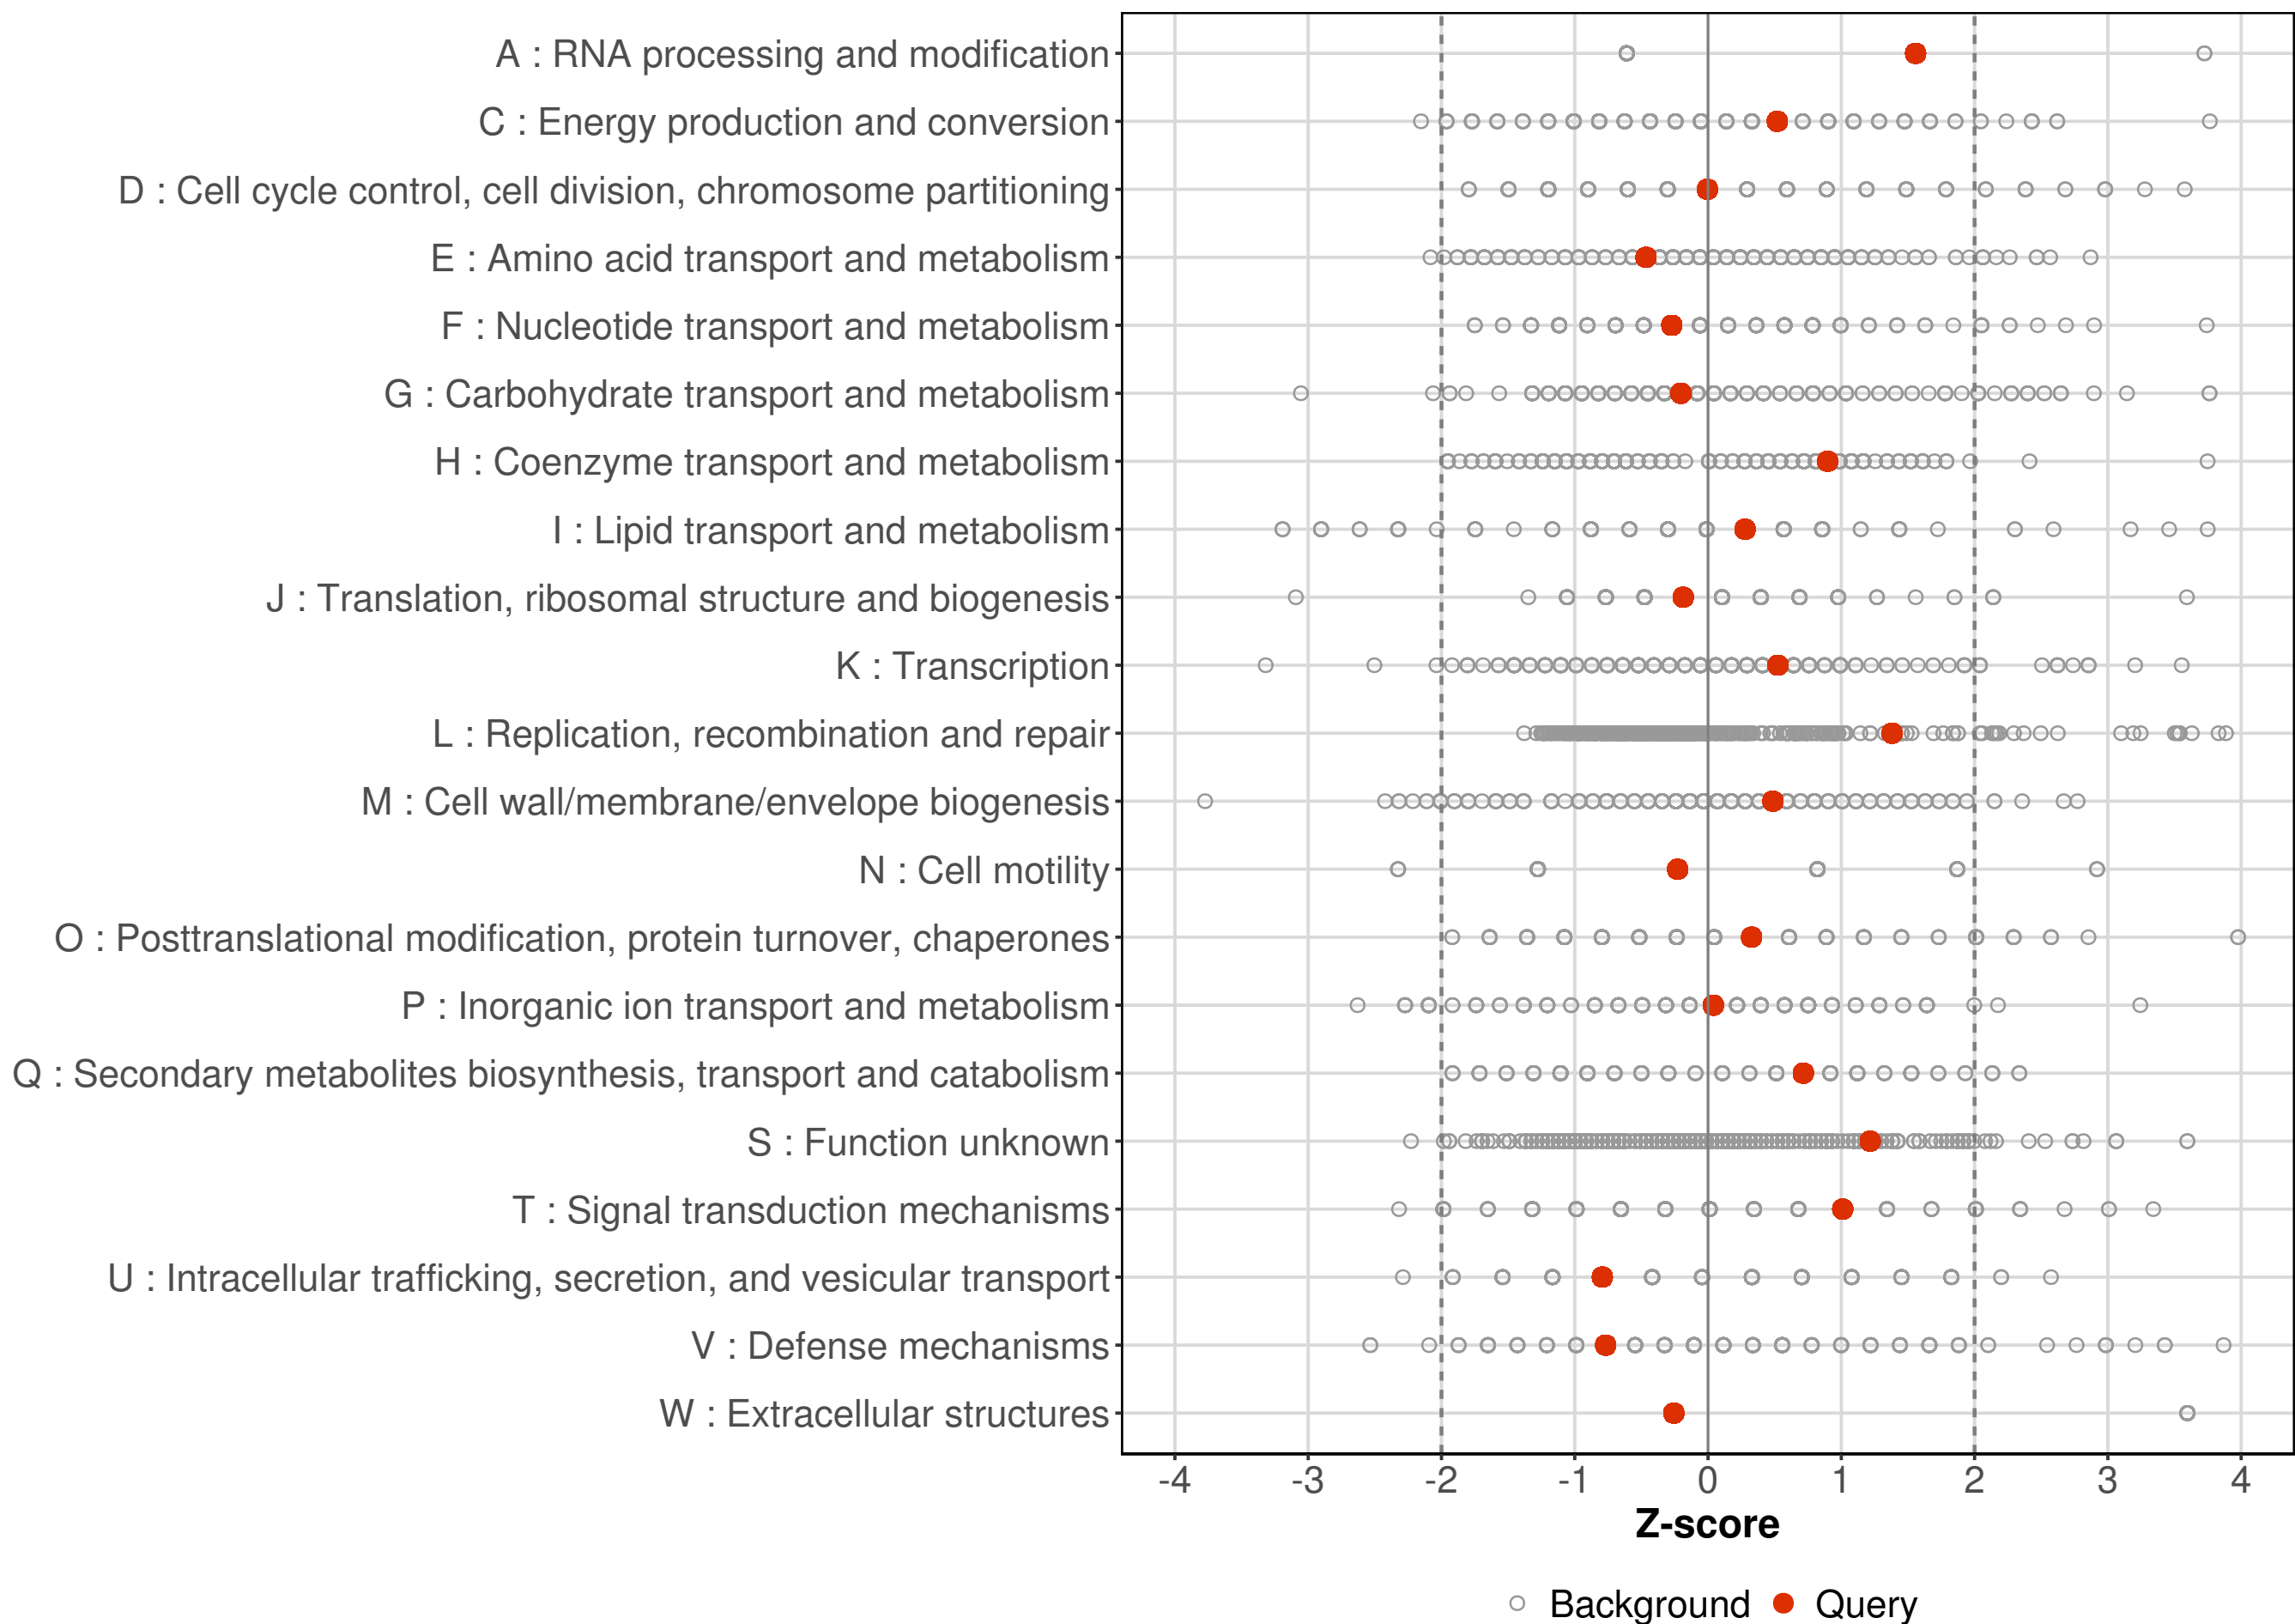 A : RNA processing and modification
C : Energy production and conversion
D : Cell cycle control, cell division, chromosome partitioning
E : Amino acid transport and metabolism
F : Nucleotide transport and metabolism
G : Carbohydrate transport and metabolism
H : Coenzyme transport and metabolism
I : Lipid transport and metabolism
J : Translation, ribosomal structure and biogenesis
K : Transcription
L : Replication, recombination and repair
M : Cell wall/membrane/envelope biogenesis
N : Cell motility
O : Posttranslational modification, protein turnover, chaperones
P : Inorganic ion transport and metabolism
Q : Secondary metabolites biosynthesis, transport and catabolism
S : Function unknown
T : Signal transduction mechanisms
U : Intracellular trafficking, secretion, and vesicular transport
V : Defense mechanisms
W : Extracellular structures
-4 -3 -2 -1 0 1 2 3 4
Z-score
Background Query